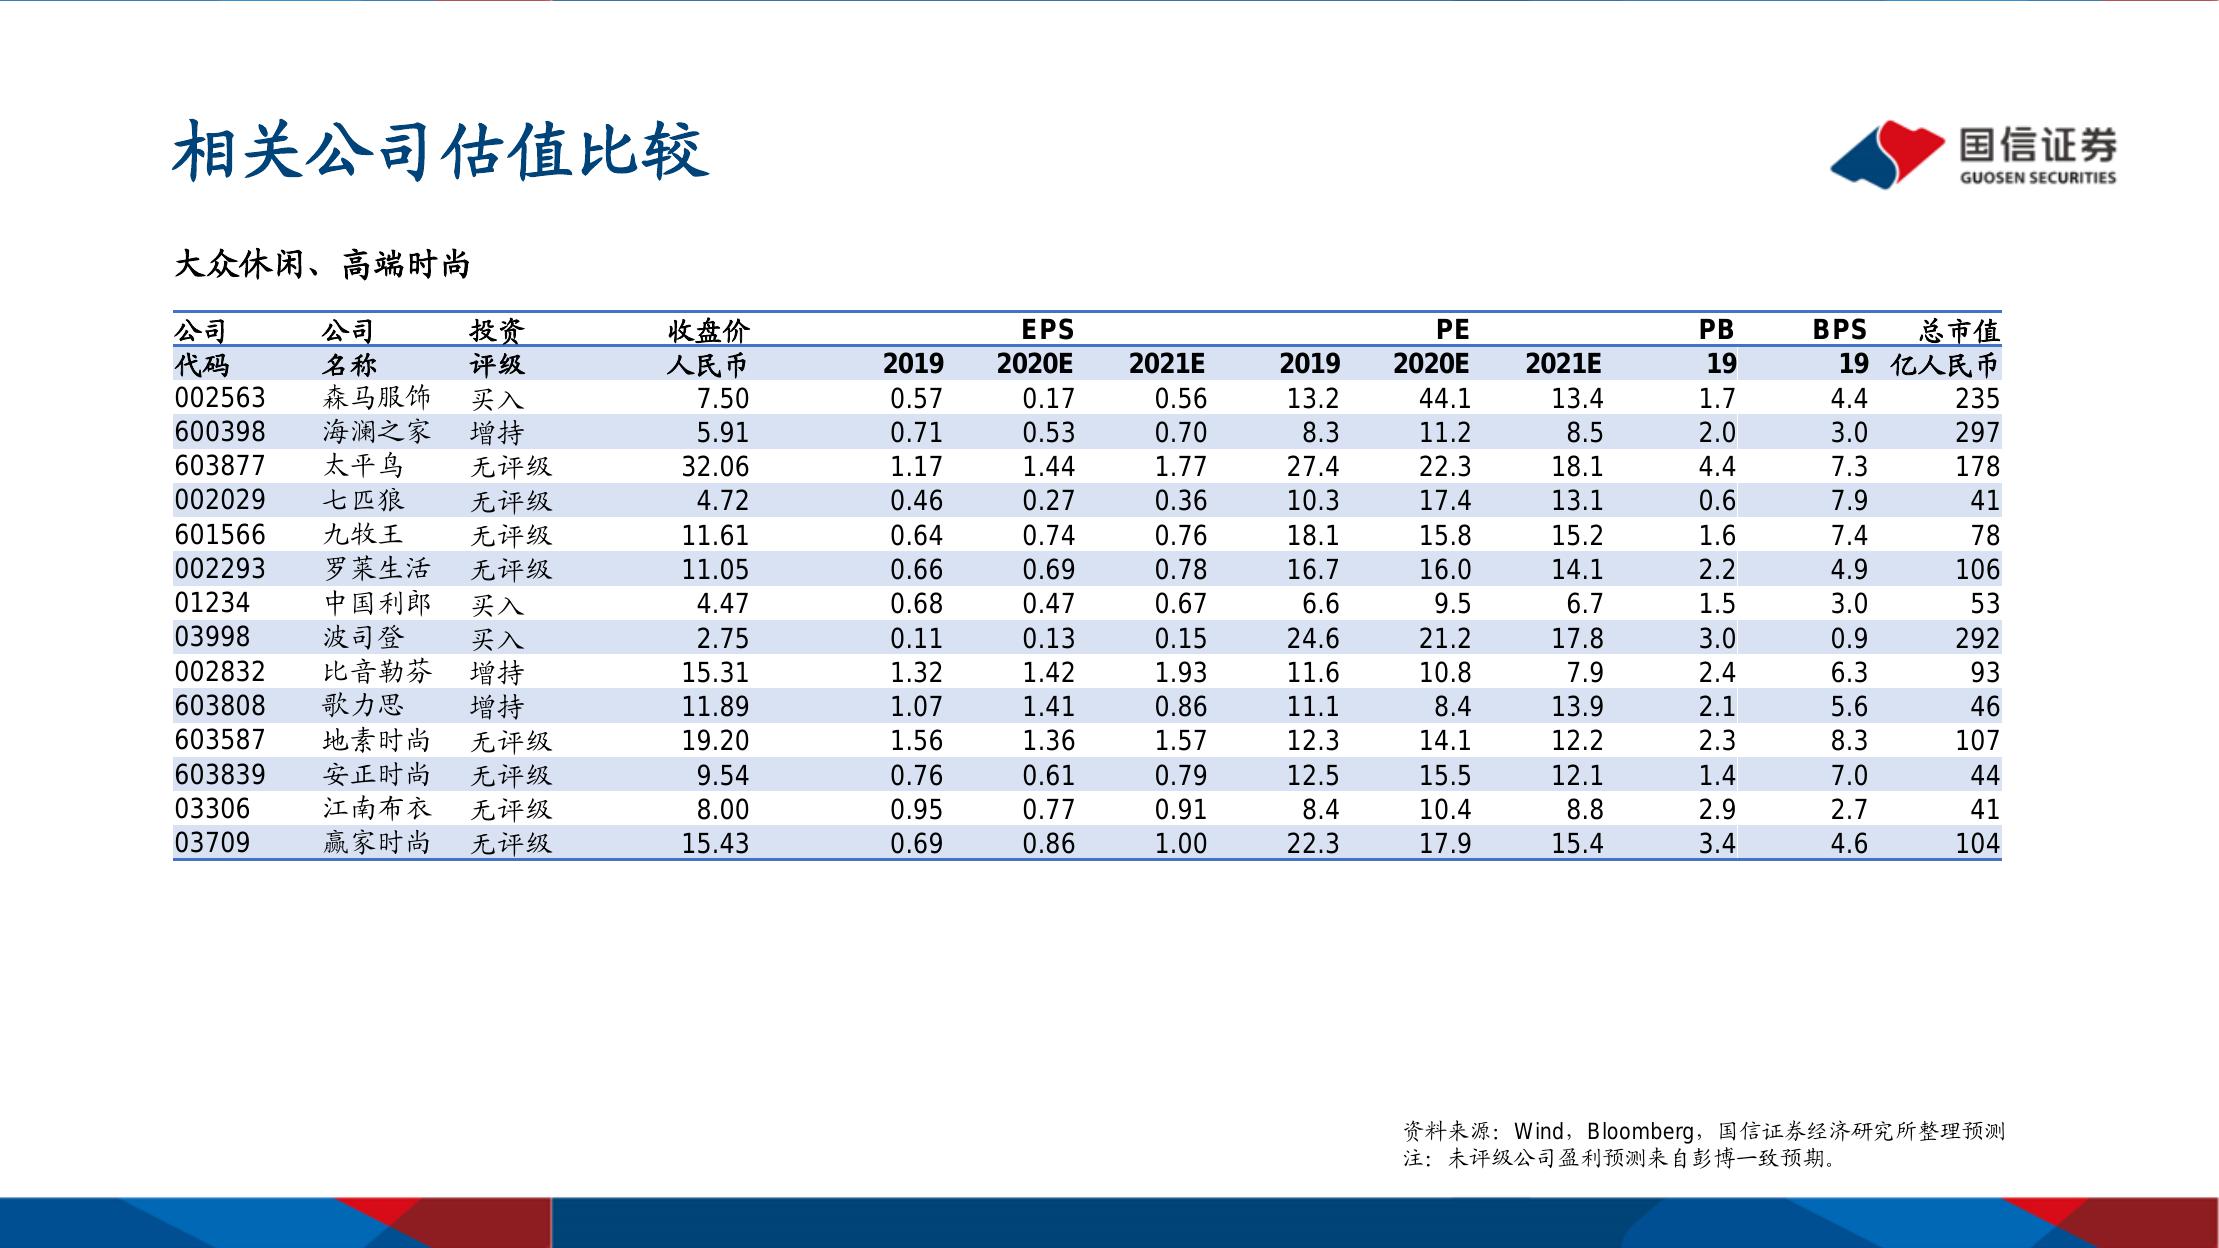 相关公司估值比较
国信证券
GUOSEN SECURITIES
大众休闲、高端时尚
公司 公司 投资 收盘价 EPS PE PB BPS 总市值
代码 名称 评级 人民币 2019 2020E 2021E 2019 2020E 2021E 19 19 亿人民币
002563 森马服饰 买入 7.50 0.57 0.17 0.56 13.2 44.1 13.4 1.7 4.4 235
600398 海澜之家 增持 5.91 0.71 0.53 0.70 8.3 11.2 8.5 2.0 3.0 297
603877 太平鸟 无评级 32.06 1.17 1.44 1.77 27.4 22.3 18.1 4.4 7.3 178
002029 七匹狼 无评级 4.72 0.46 0.27 0.36 10.3 17.4 13.1 0.6 7.9 41
601566 九牧王 无评级 11.61 0.64 0.74 0.76 18.1 15.8 15.2 1.6 7.4 78
002293 罗莱生活 无评级 11.05 0.66 0.69 0.78 16.7 16.0 14.1 2.2 4.9 106
01234 中国利郎 买入 4.47 0.68 0.47 0.67 6.6 9.5 6.7 1.5 3.0 53
03998 波司登 买入 2.75 0.11 0.13 0.15 24.6 21.2 17.8 3.0 0.9 292
002832 比音勒芬 增持 15.31 1.32 1.42 1.93 11.6 10.8 7.9 2.4 6.3 93
603808 歌力思 增持 11.89 1.07 1.41 0.86 11.1 8.4 13.9 2.1 5.6 46
603587 地素时尚 无评级 19.20 1.56 1.36 1.57 12.3 14.1 12.2 2.3 8.3 107
603839 安正时尚 无评级 9.54 0.76 0.61 0.79 12.5 15.5 12.1 1.4 7.0 44
03306 江南布衣 无评级 8.00 0.95 0.77 0.91 8.4 10.4 8.8 2.9 2.7 41
03709 赢家时尚 无评级 15.43 0.69 0.86 1.00 22.3 17.9 15.4 3.4 4.6 104
资料来源：Wind，Bloomberg，国信证券经济研究所整理预测
注：未评级公司盈利预测来自彭博一致预期。